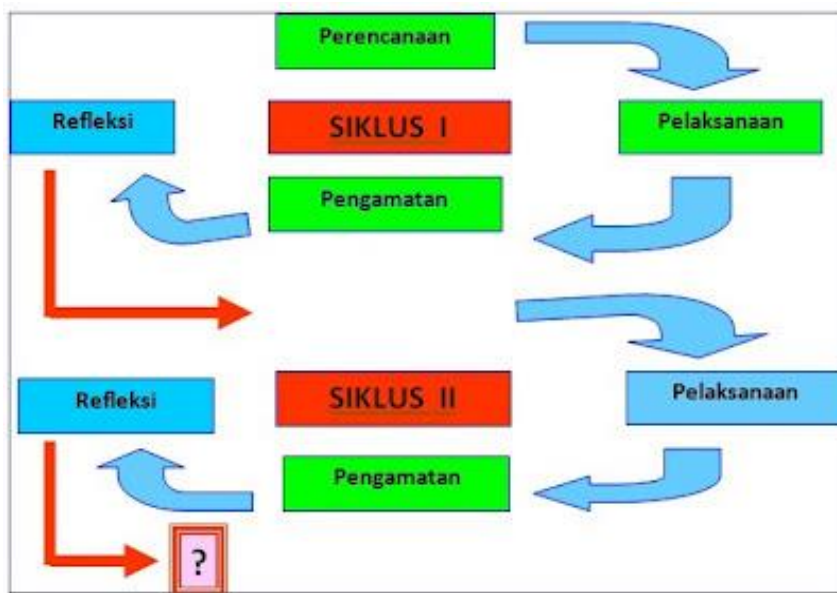 Perencanaan
Refleksi
SIKLUS I
Pelaksanaan
Pengamatan
Refleksi
SIKLUS II
Pelaksanaan
Pengamatan
?